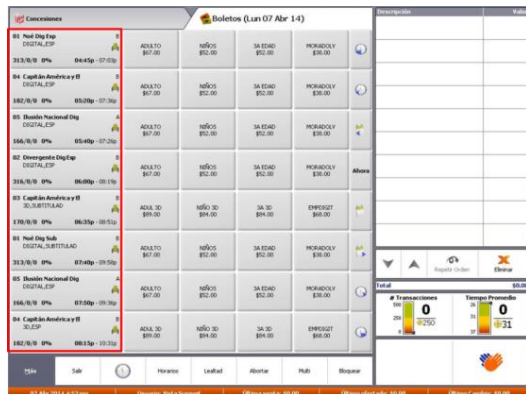 Concesiones
Boletos (Lun 07 Abr 14)
Descripción
01 Noé Dig Esp B
DIGITAL,ESP
313/0/0 0% 04:45p - 07:03p
ADULTO $67.00
NIÑOS $52.00
3A EDAD $52.00
MORADOLY $38.00
04 Capitán América y El B
DIGITAL,ESP
182/0/0 0% 05:20p - 07:36p
ADULTO $67.00
NIÑOS $52.00
3A EDAD $52.00
MORADOLY $38.00
05 Ilusión Nacional Dig A
DIGITAL,ESP
166/0/0 0% 05:40p - 07:26p
ADULTO $67.00
NIÑOS $52.00
3A EDAD $52.00
MORADOLY $38.00
02 Divergente Dig Esp B
DIGITAL,ESP
316/0/0 0% 06:00p - 08:19p
ADULTO $67.00
NIÑOS $52.00
3A EDAD $52.00
MORADOLY $38.00
Ahora
03 Capitán América y El B
3D,SUBTITULAD
170/0/0 0% 06:35p - 08:51p
ADUL 3D $89.00
NIÑO 3D $84.00
3A 3D $84.00
EMPDIGIT $68.00
01 Noé Dig Sub B
DIGITAL,SUBTITULAD
313/0/0 0% 07:40p - 09:58p
ADULTO $67.00
NIÑOS $52.00
3A EDAD $52.00
MORADOLY $38.00
05 Ilusión Nacional Dig A
DIGITAL,ESP
166/0/0 0% 07:50p - 09:36p
ADULTO $67.00
NIÑOS $52.00
3A EDAD $52.00
MORADOLY $38.00
04 Capitán América y El B
3D,ESP
182/0/0 0% 08:15p - 10:31p
ADUL 3D $89.00
NIÑO 3D $84.00
3A 3D $84.00
EMPDIGIT $68.00
Repetir Orden
Eliminar
Total
# Transacciones
0
250
Tiempo Promedio
0
31
Más
Salir
Horarios
Lealtad
Abortar
Multi
Bloquear